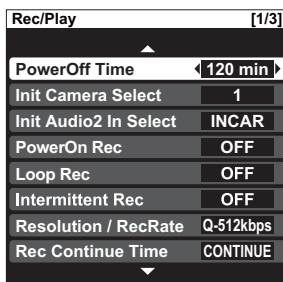 Rec/Play [1/3]
PowerOff Time 120 min
Init Camera Select 1
Init Audio2 In Select INCAR
PowerOn Rec OFF
Loop Rec OFF
Intermittent Rec OFF
Resolution / RecRate Q-512kbps
Rec Continue Time CONTINUE